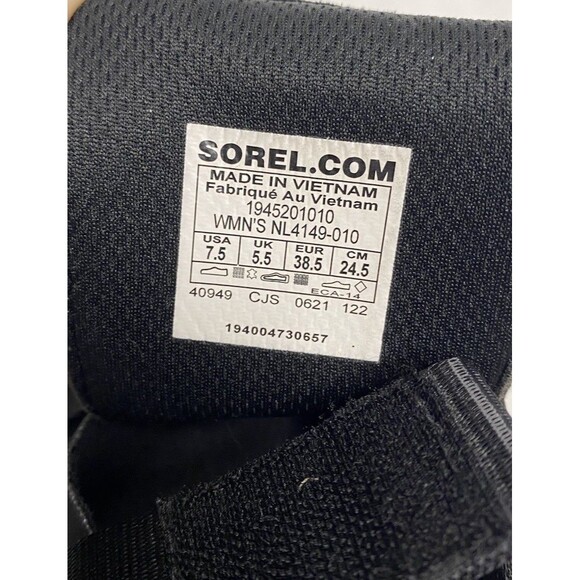 SOREL.COM
MADE IN VIETNAM
Fabriqué Au Vietnam
1945201010
WMN'S NL4149-010
USA UK EUR CM
7.5 5.5 38.5 24.5
ECA-14
40949 CJS 0621 122
194004730657